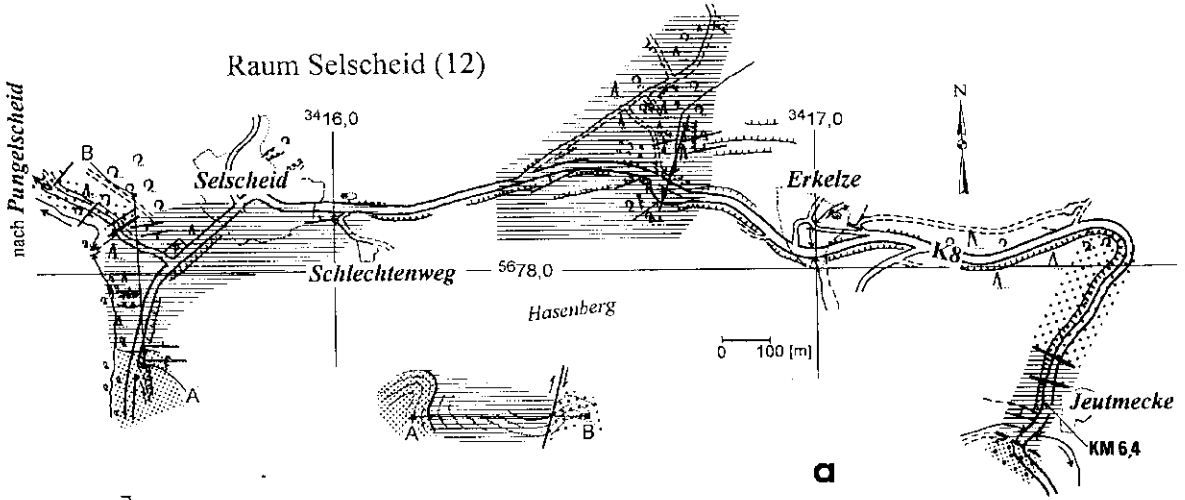 Raum Selscheid (12)
N
3416,0
3417,0
nach Pungelscheid
B
Selscheid
Erkelze
K8
Schlechtenweg
5678,0
Hasenberg
0 100 [m]
A
A
B
Jeutmecke
KM 6,4
a